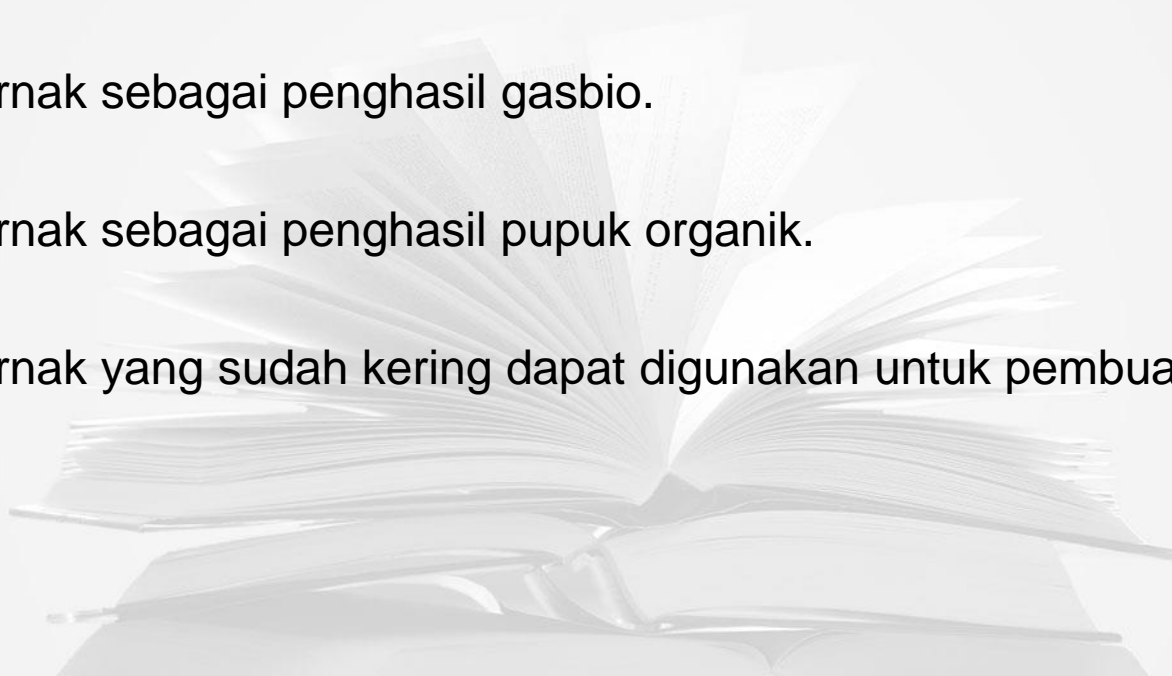 rnak sebagai penghasil gasbio.
rnak sebagai penghasil pupuk organik.
rnak yang sudah kering dapat digunakan untuk pembua